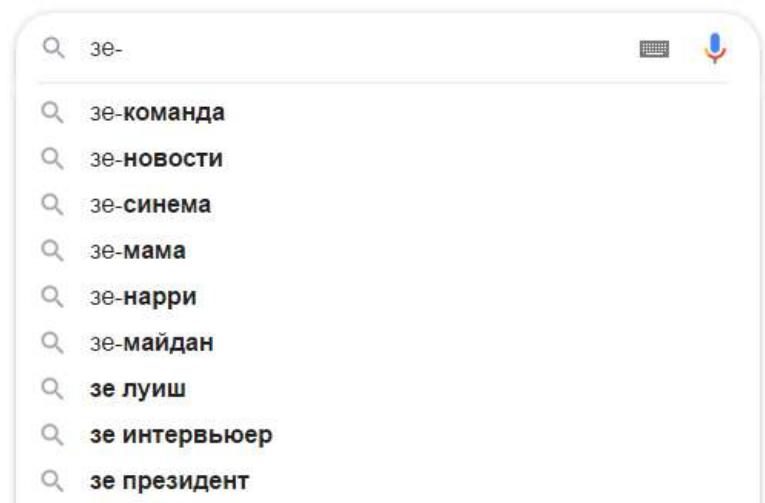 зе-
зе-команда
зе-новости
зе-синема
зе-мама
зе-нарри
зе-майдан
зе луиш
зе интервьюер
зе президент